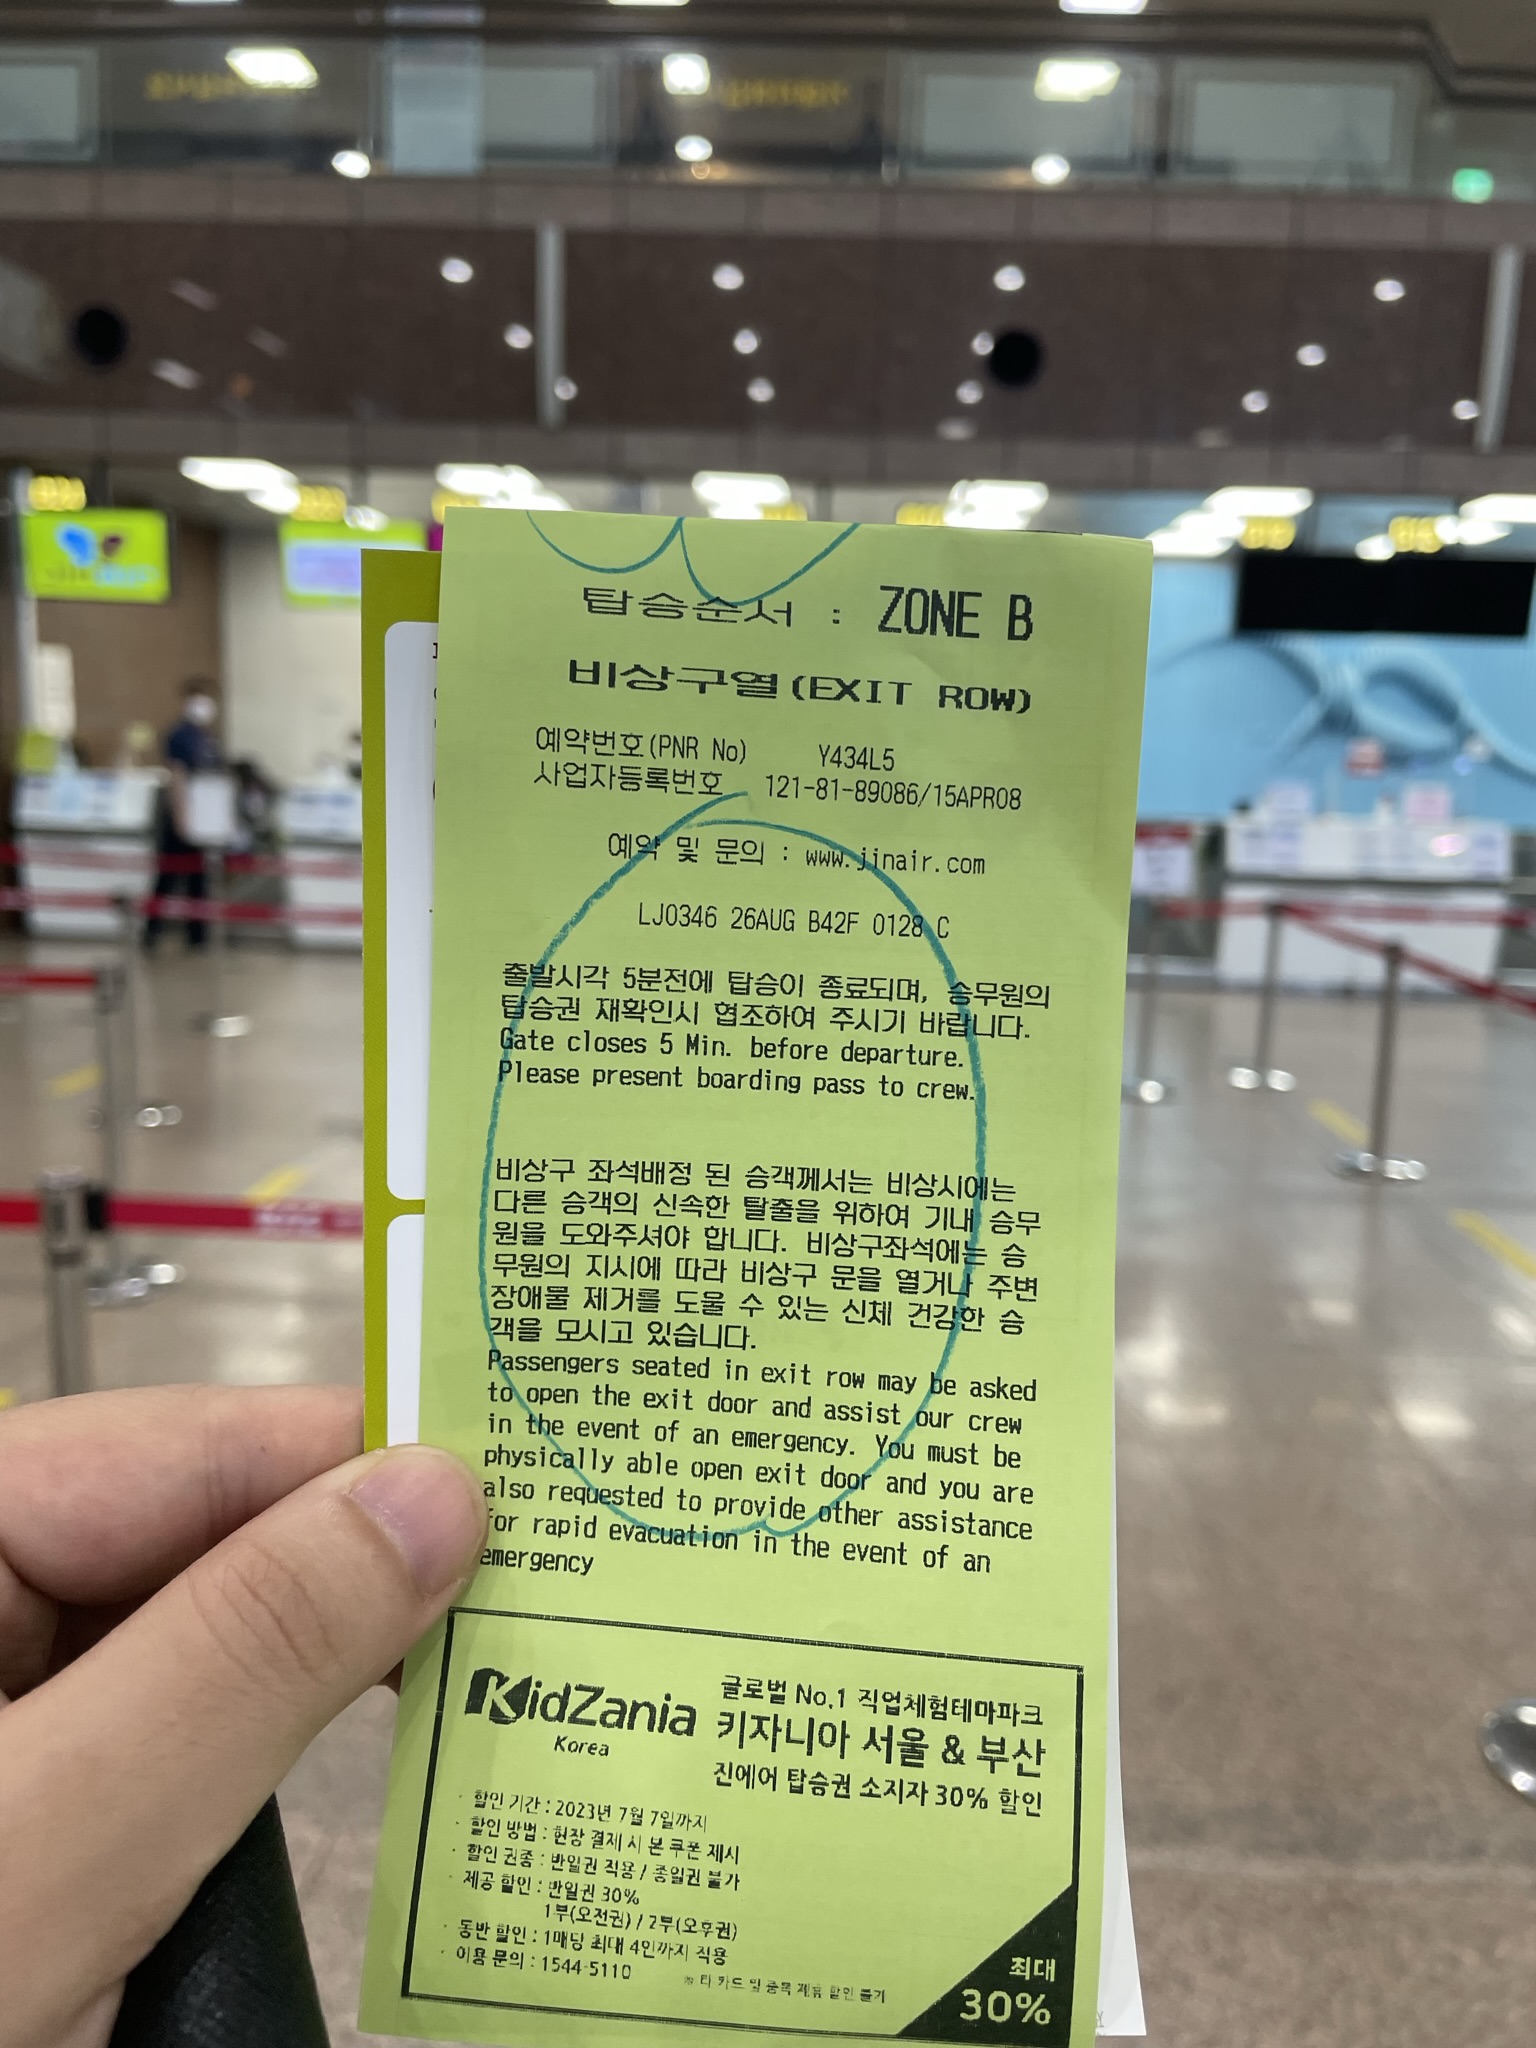 탑승순서 : ZONE B
비상구열(EXIT ROW)
예약번호(PNR No) Y434L5
사업자등록번호 121-81-89086/15APR08
예약 및 문의 : www.jinair.com
LJ0346 26AUG B42F 0128 C
출발시각 5분전에 탑승이 종료되며, 승무원의
탑승권 재확인시 협조하여 주시기 바랍니다.
Gate closes 5 Min. before departure.
Please present boarding pass to crew.
비상구 좌석배정 된 승객께서는 비상시에는
다른 승객의 신속한 탈출을 위하여 기내 승무
원을 도와주셔야 합니다. 비상구좌석에는 승
무원의 지시에 따라 비상구 문을 열거나 주변
장애물 제거를 도울 수 있는 신체 건강한 승
객을 모시고 있습니다.
Passengers seated in exit row may be asked
to open the exit door and assist our crew
in the event of an emergency. You must be
physically able open exit door and you are
also requested to provide other assistance
for rapid evacuation in the event of an
emergency
KidZania
Korea
글로벌 No.1 직업체험테마파크
키자니아 서울 & 부산
진에어 탑승권 소지자 30% 할인
· 할인 기간 : 2023년 7월 7일까지
· 할인 방법 : 현장 결제 시 본 쿠폰 제시
· 할인 권종 : 반일권 적용 / 종일권 불가
· 제공 할인 : 반일권 30%
1부(오전권) / 2부(오후권)
· 동반 할인 : 1매당 최대 4인까지 적용
· 이용 문의 : 1544-5110
※ 타 카드 및 중복 제휴 할인 불가
최대
30%